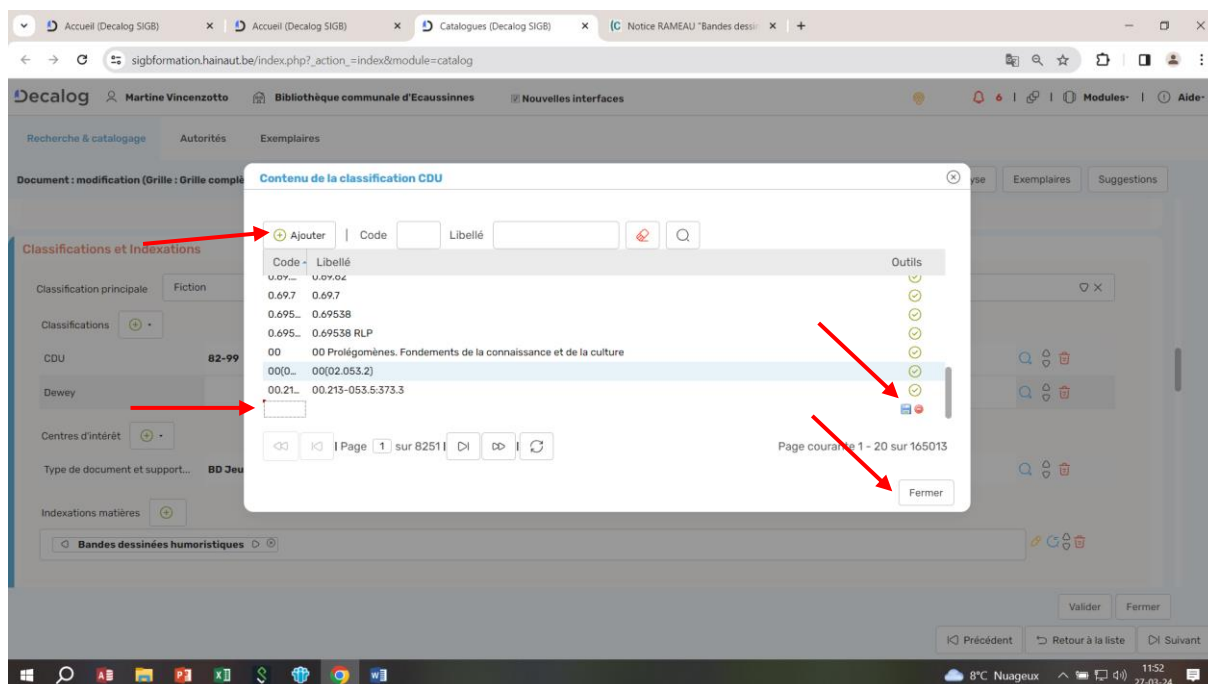 Accueil (Decalog SIGB) Accueil (Decalog SIGB) Catalogues (Decalog SIGB) Notice RAMEAU "Bandes dessi
sigbformation.hainaut.be/index.php?_action_=index&module=catalog
Decalog Martine Vincenzotto Bibliothèque communale d'Ecaussinnes Nouvelles interfaces 6 Modules Aide
Recherche & catalogage Autorités Exemplaires
Document : modification (Grille : Grille complè Contenu de la classification CDU yse Exemplaires Suggestions
Ajouter | Code Libellé
Classifications et Indexations
Code Libellé Outils
0.69.62
Classification principale Fiction
0.69.7 0.69.7
0.695... 0.69538
Classifications
0.695... 0.69538 RLP
00 00 Prolégomènes. Fondements de la connaissance et de la culture
CDU 82-99
00(0... 00(02.053.2)
Dewey
00.21... 00.213-053.5:373.3
Centres d'intérêt
Page 1 sur 8251 Page courante 1 - 20 sur 165013
Type de document et support... BD Jeu
Fermer
Indexations matières
Bandes dessinées humoristiques
Valider Fermer
Précédent Retour à la liste Suivant
8°C Nuageux 11:52
27-03-24